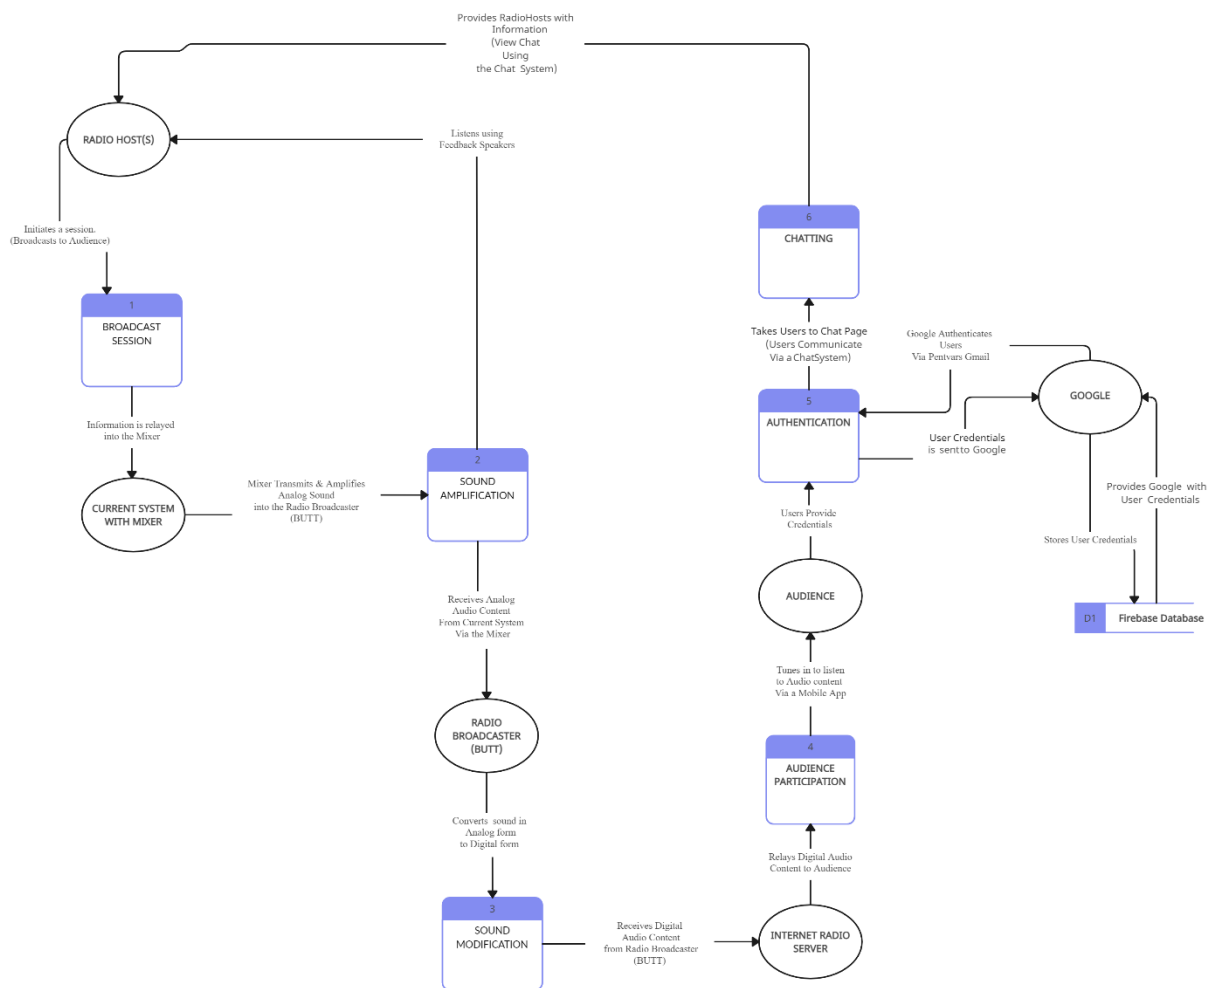 Provides RadioHosts with
Information
(View Chat
Using
the Chat System)
RADIO HOST(S)
Listens using
Feedback Speakers
Initiates a session.
(Broadcasts to Audience)
1
BROADCAST
SESSION
Information is relayed
into the Mixer
CURRENT SYSTEM
WITH MIXER
Mixer Transmits & Amplifies
Analog Sound
into the Radio Broadcaster
(BUTT)
2
SOUND
AMPLIFICATION
Receives Analog
Audio Content
From Current System
Via the Mixer
RADIO
BROADCASTER
(BUTT)
Converts sound in
Analog form
to Digital form
3
SOUND
MODIFICATION
Receives Digital
Audio Content
from Radio Broadcaster
(BUTT)
INTERNET RADIO
SERVER
Relays Digital Audio
Content to Audience
4
AUDIENCE
PARTICIPATION
Tunes in to listen
to Audio content
Via a Mobile App
AUDIENCE
Users Provide
Credentials
5
AUTHENTICATION
User Credentials
is sent to Google
Google Authenticates
Users
Via Pentvars Gmail
GOOGLE
Stores User Credentials
Provides Google with
User Credentials
D1
Firebase Database
Takes Users to Chat Page
(Users Communicate
Via a ChatSystem)
6
CHATTING